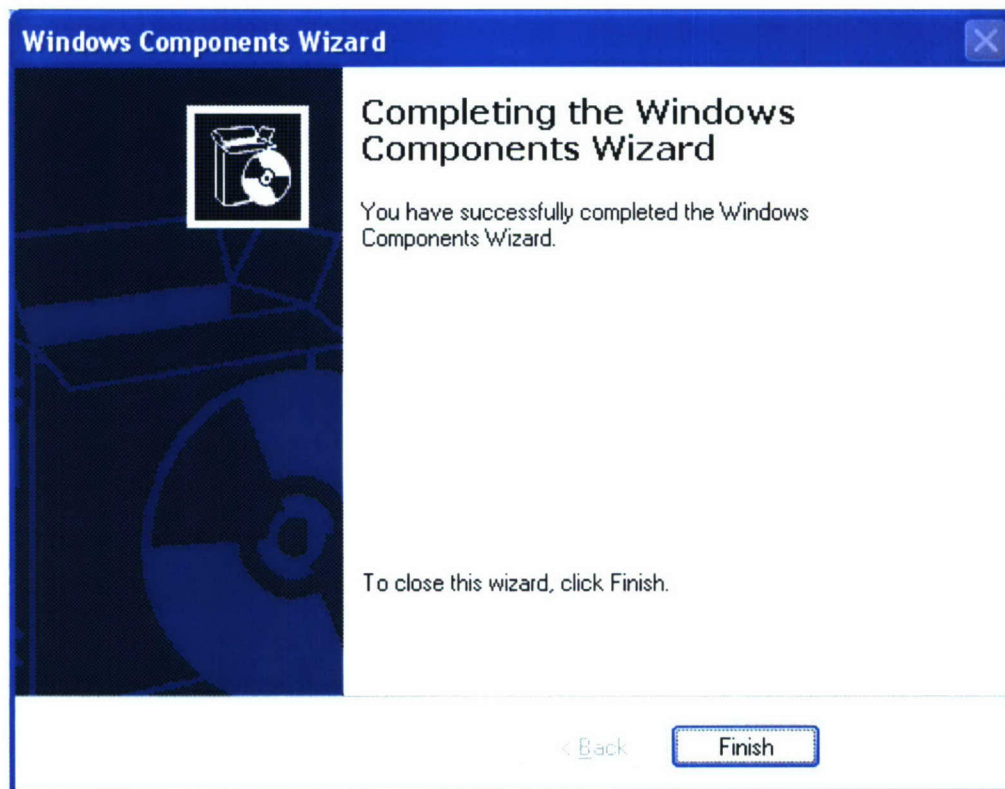 Windows Components Wizard
Completing the Windows
Components Wizard
You have successfully completed the Windows
Components Wizard.
To close this wizard, click Finish.
< Back
Finish